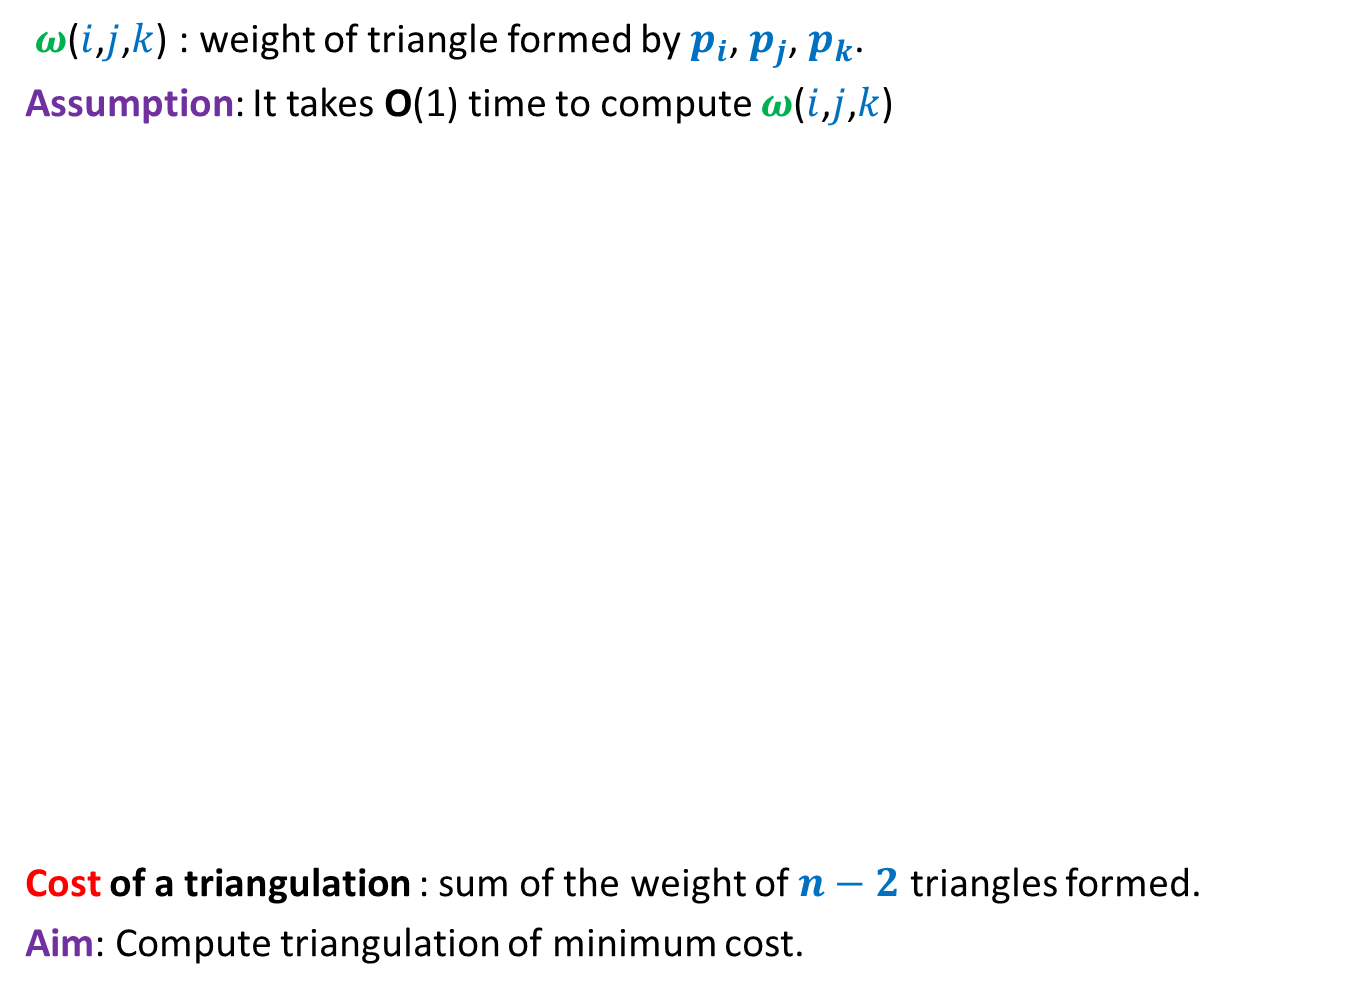 ω(i,j,k) : weight of triangle formed by pᵢ, pⱼ, pₖ.
Assumption: It takes O(1) time to compute ω(i,j,k)
Cost of a triangulation : sum of the weight of n − 2 triangles formed.
Aim: Compute triangulation of minimum cost.